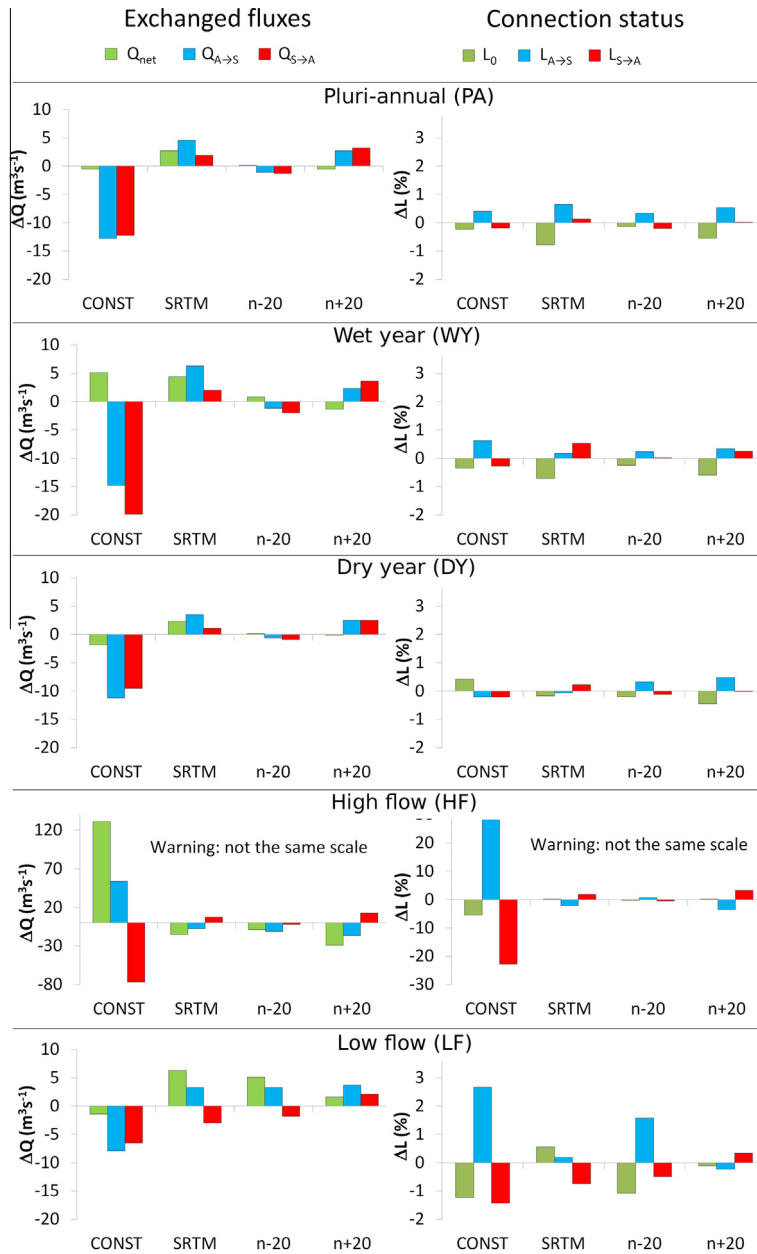 Exchanged fluxes Connection status
Qnet QA→S QS→A L0 LA→S LS→A
Pluri-annual (PA)
ΔQ (m³s⁻¹)
10
5
0
-5
-10
-15
-20
CONST SRTM n-20 n+20
ΔL (%)
3
2
1
0
-1
-2
CONST SRTM n-20 n+20
Wet year (WY)
ΔQ (m³s⁻¹)
10
5
0
-5
-10
-15
-20
CONST SRTM n-20 n+20
ΔL (%)
3
2
1
0
-1
-2
CONST SRTM n-20 n+20
Dry year (DY)
ΔQ (m³s⁻¹)
10
5
0
-5
-10
-15
-20
CONST SRTM n-20 n+20
ΔL (%)
3
2
1
0
-1
-2
CONST SRTM n-20 n+20
High flow (HF)
ΔQ (m³s⁻¹)
120
70
20
-30
-80
Warning: not the same scale
CONST SRTM n-20 n+20
ΔL (%)
30
20
10
0
-10
-20
-30
Warning: not the same scale
CONST SRTM n-20 n+20
Low flow (LF)
ΔQ (m³s⁻¹)
10
5
0
-5
-10
-15
-20
CONST SRTM n-20 n+20
ΔL (%)
3
2
1
0
-1
-2
CONST SRTM n-20 n+20